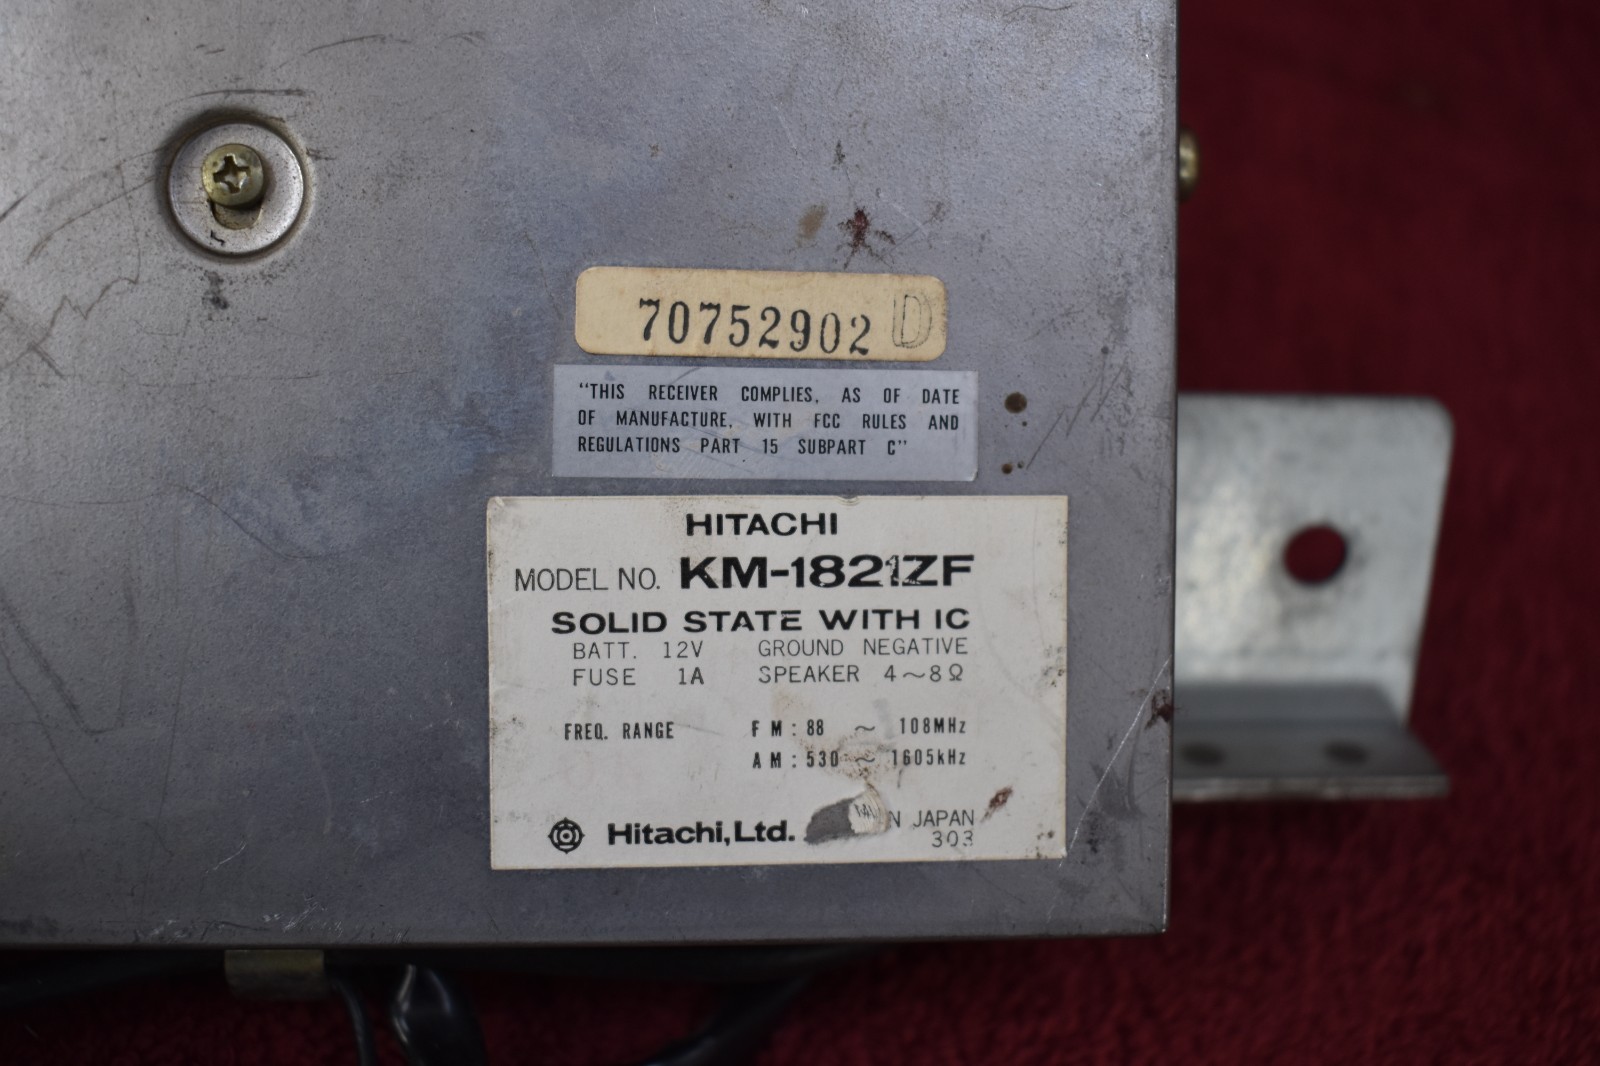 70752902 D
"THIS RECEIVER COMPLIES, AS OF DATE
OF MANUFACTURE, WITH FCC RULES AND
REGULATIONS PART 15 SUBPART C"
HITACHI
MODEL NO. KM-1821ZF
SOLID STATE WITH IC
BATT. 12V GROUND NEGATIVE
FUSE 1A SPEAKER 4~8Ω
FREQ. RANGE FM: 88 ~ 108MHz
AM: 530 ~ 1605kHz
Hitachi, Ltd. JAPAN
303